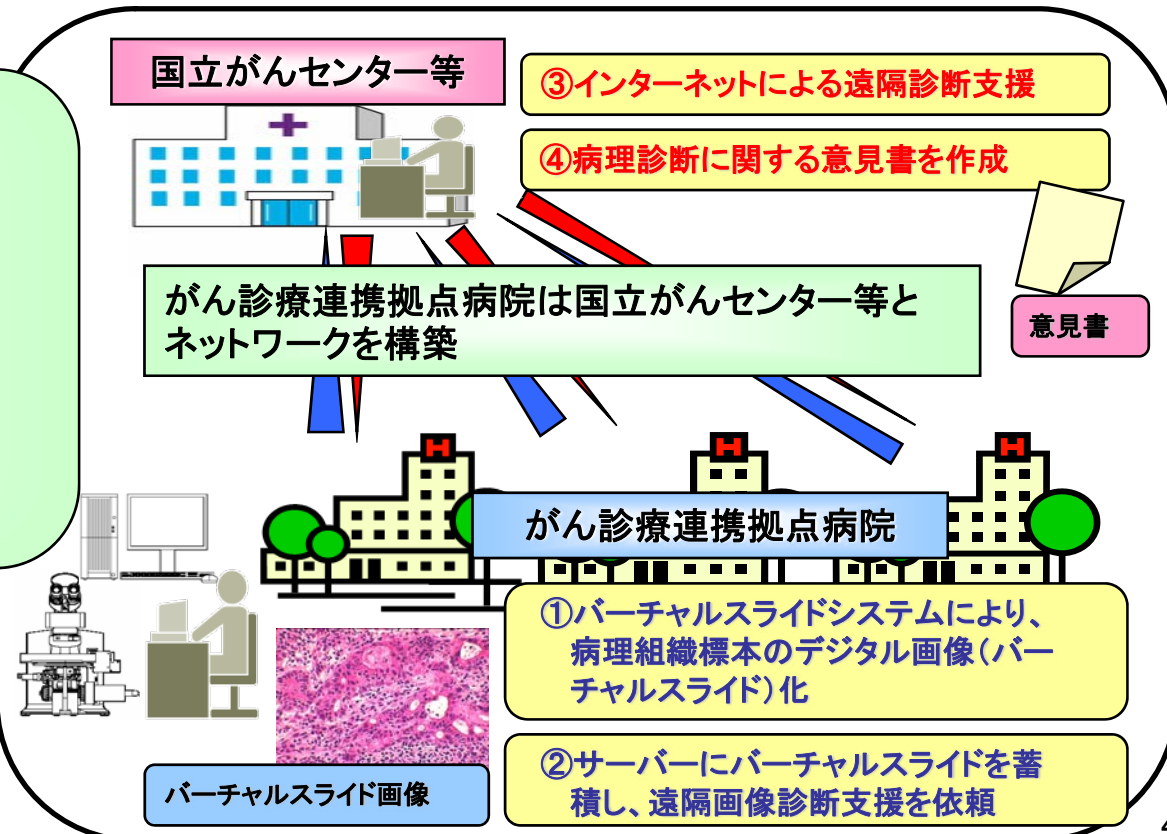 国立がんセンター等
③インターネットによる遠隔診断支援
④病理診断に関する意見書を作成
がん診療連携拠点病院は国立がんセンター等と
ネットワークを構築
意見書
H
H
H
がん診療連携拠点病院
①バーチャルスライドシステムにより、
病理組織標本のデジタル画像（バー
チャルスライド）化
バーチャルスライド画像
②サーバーにバーチャルスライドを蓄
積し、遠隔画像診断支援を依頼